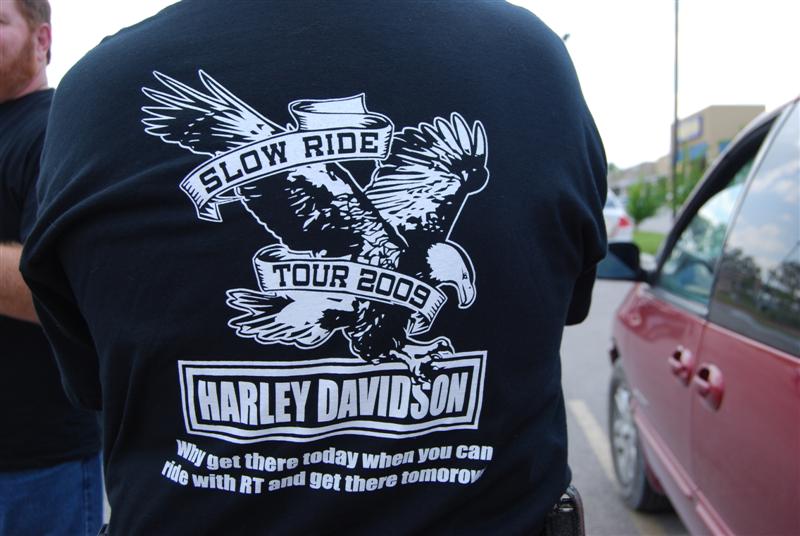 SLOW RIDE
TOUR 2009
HARLEY DAVIDSON
Why get there today when you can
ride with RT and get there tomorow